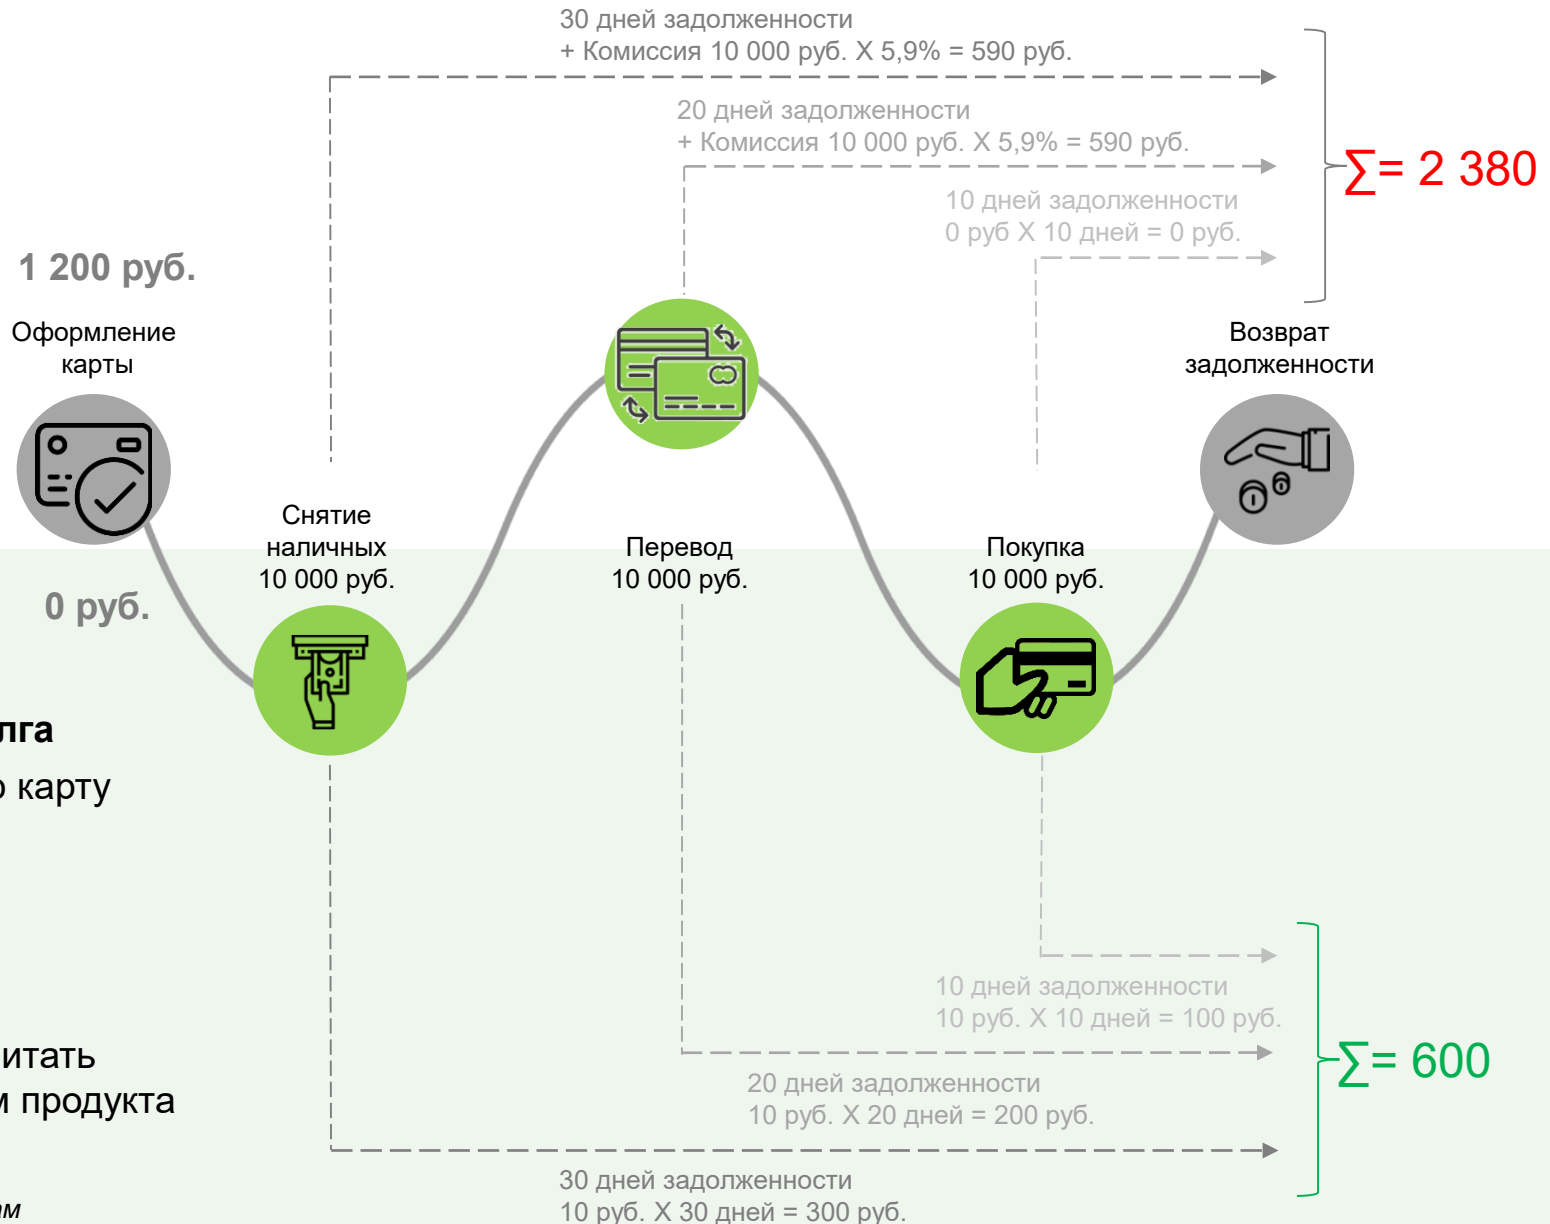 30 дней задолженности
+ Комиссия 10 000 руб. X 5,9% = 590 руб.
20 дней задолженности
+ Комиссия 10 000 руб. X 5,9% = 590 руб.
∑= 2 380
10 дней задолженности
0 руб X 10 дней = 0 руб.
1 200 руб.
Оформление
карты
Возврат
задолженности
Снятие
наличных
10 000 руб.
Перевод
10 000 руб.
Покупка
10 000 руб.
0 руб.
лга
о карту
10 дней задолженности
10 руб. X 10 дней = 100 руб.
итать
м продукта
∑= 600
20 дней задолженности
10 руб. X 20 дней = 200 руб.
30 дней задолженности
10 руб. X 30 дней = 300 руб.
ам